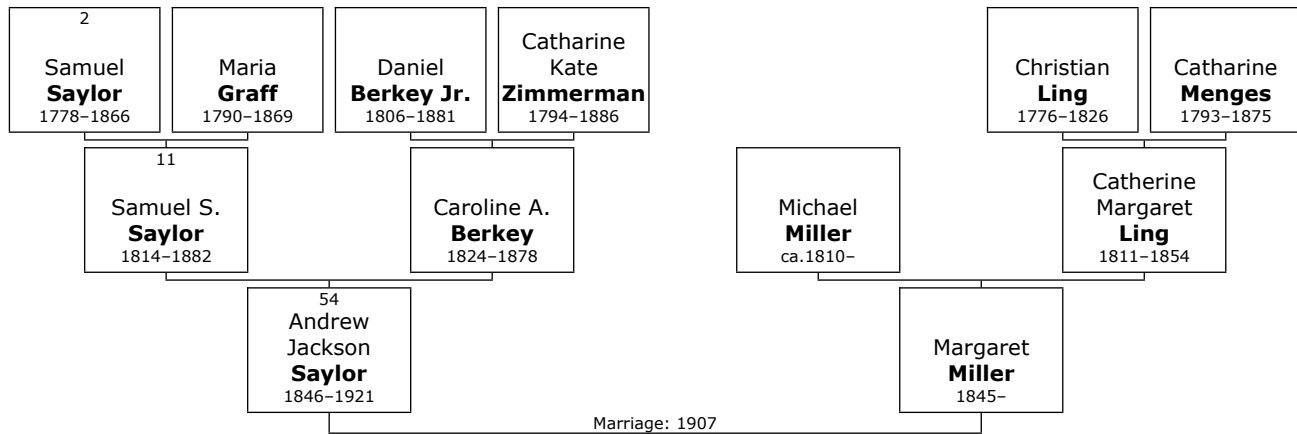 2
Samuel
Saylor
1778–1866
Maria
Graff
1790–1869
Daniel
Berkey Jr.
1806–1881
Catharine
Kate
Zimmerman
1794–1886
Christian
Ling
1776–1826
Catharine
Menges
1793–1875
11
Samuel S.
Saylor
1814–1882
Caroline A.
Berkey
1824–1878
Michael
Miller
ca.1810–
Catherine
Margaret
Ling
1811–1854
54
Andrew
Jackson
Saylor
1846–1921
Margaret
Miller
1845–
Marriage: 1907